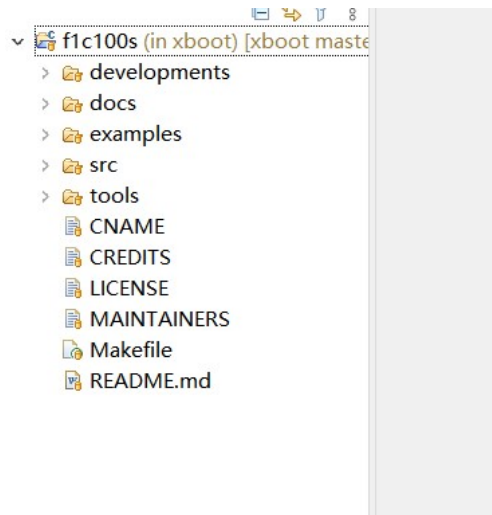 f1c100s (in xboot) [xboot maste
developments
docs
examples
src
tools
CNAME
CREDITS
LICENSE
MAINTAINERS
Makefile
README.md